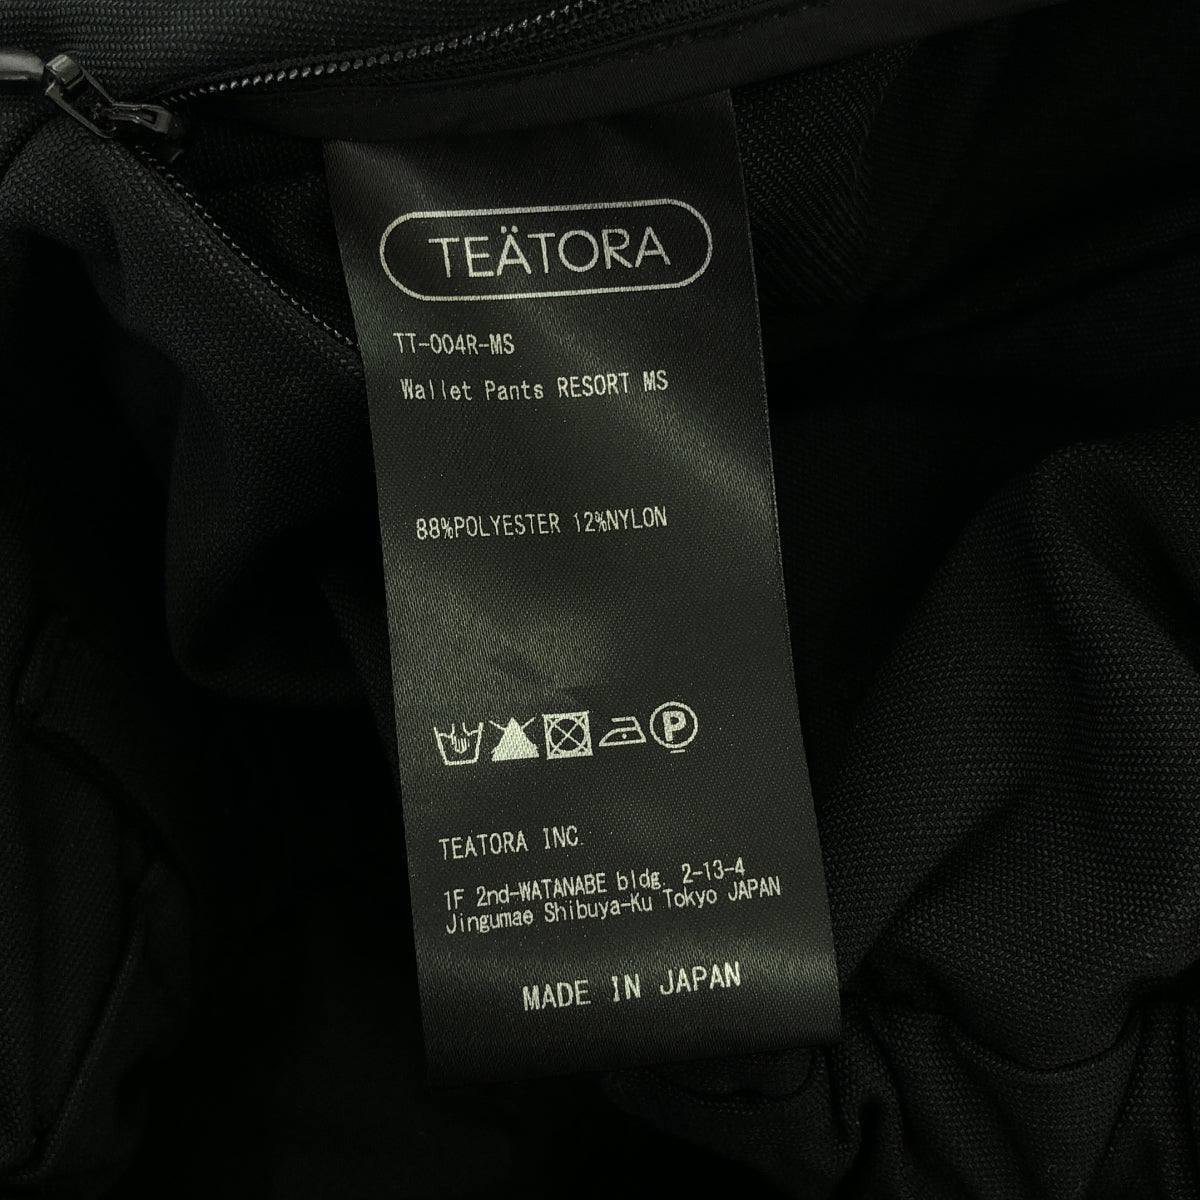 TEÄTORA
TT-004R-MS
Wallet Pants RESORT MS
88%POLYESTER 12%NYLON
P
TEATORA INC.
1F 2nd-WATANABE bldg. 2-13-4
Jingumae Shibuya-Ku Tokyo JAPAN
MADE IN JAPAN